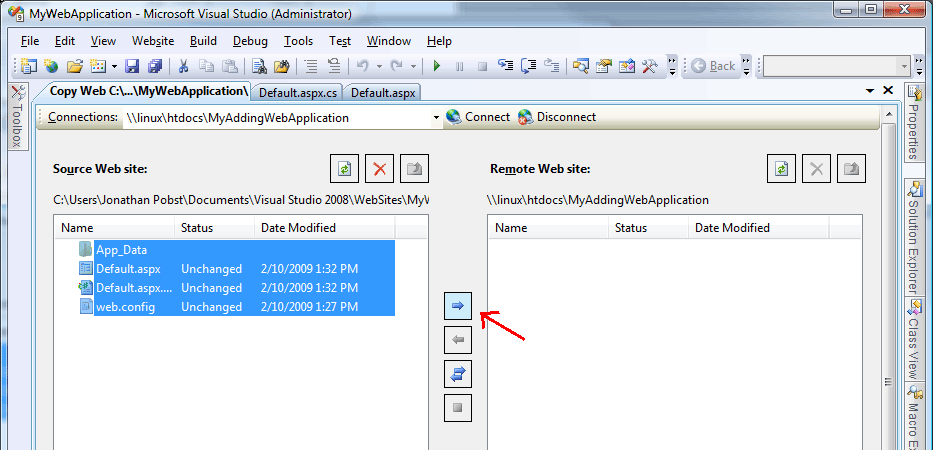 MyWebApplication - Microsoft Visual Studio (Administrator)
File Edit View Website Build Debug Tools Test Window Help
Back
Copy Web C:\...\MyWebApplication\ Default.aspx.cs Default.aspx
Connections: \\linux\htdocs\MyAddingWebApplication Connect Disconnect
Toolbox
Source Web site: Remote Web site:
C:\Users\Jonathan Pobst\Documents\Visual Studio 2008\WebSites\MyW \\linux\htdocs\MyAddingWebApplication
Name Status Date Modified Name Status Date Modified
App_Data
Default.aspx Unchanged 2/10/2009 1:32 PM
Default.aspx.... Unchanged 2/10/2009 1:32 PM
web.config Unchanged 2/10/2009 1:27 PM
Properties
Solution Explorer
Class View
Macro E